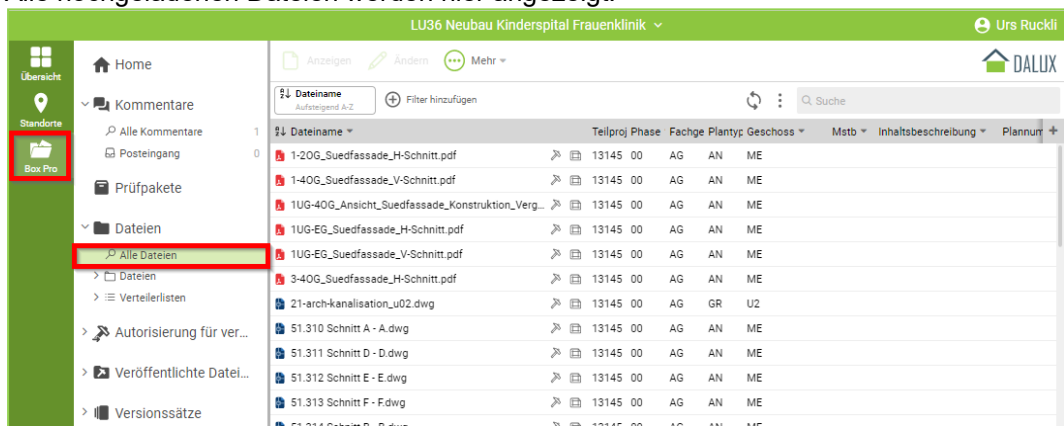 Alle hochgeladenen Dateien werden hier angezeigt.
LU36 Neubau Kinderspital Frauenklinik
Urs Ruckli
Übersicht
Standorte
Box Pro
Home
Kommentare
Alle Kommentare 1
Posteingang 0
Prüfpakete
Dateien
Alle Dateien
Dateien
Verteilerlisten
Autorisierung für ver...
Veröffentlichte Datei...
Versionssätze
Anzeigen Ändern Mehr
DALUX
Dateiname
Aufsteigend A-Z
Filter hinzufügen
Suche
Dateiname Teilproj Phase Fachge Plantyp Geschoss Mstb Inhaltsbeschreibung Plannum
1-2OG_Suedfassade_H-Schnitt.pdf 13145 00 AG AN ME
1-4OG_Suedfassade_V-Schnitt.pdf 13145 00 AG AN ME
1UG-4OG_Ansicht_Suedfassade_Konstruktion_Verg... 13145 00 AG AN ME
1UG-EG_Suedfassade_H-Schnitt.pdf 13145 00 AG AN ME
1UG-EG_Suedfassade_V-Schnitt.pdf 13145 00 AG AN ME
3-4OG_Suedfassade_H-Schnitt.pdf 13145 00 AG AN ME
21-arch-kanalisation_u02.dwg 13145 00 AG GR U2
51.310 Schnitt A - A.dwg 13145 00 AG AN ME
51.311 Schnitt D - D.dwg 13145 00 AG AN ME
51.312 Schnitt E - E.dwg 13145 00 AG AN ME
51.313 Schnitt F - F.dwg 13145 00 AG AN ME